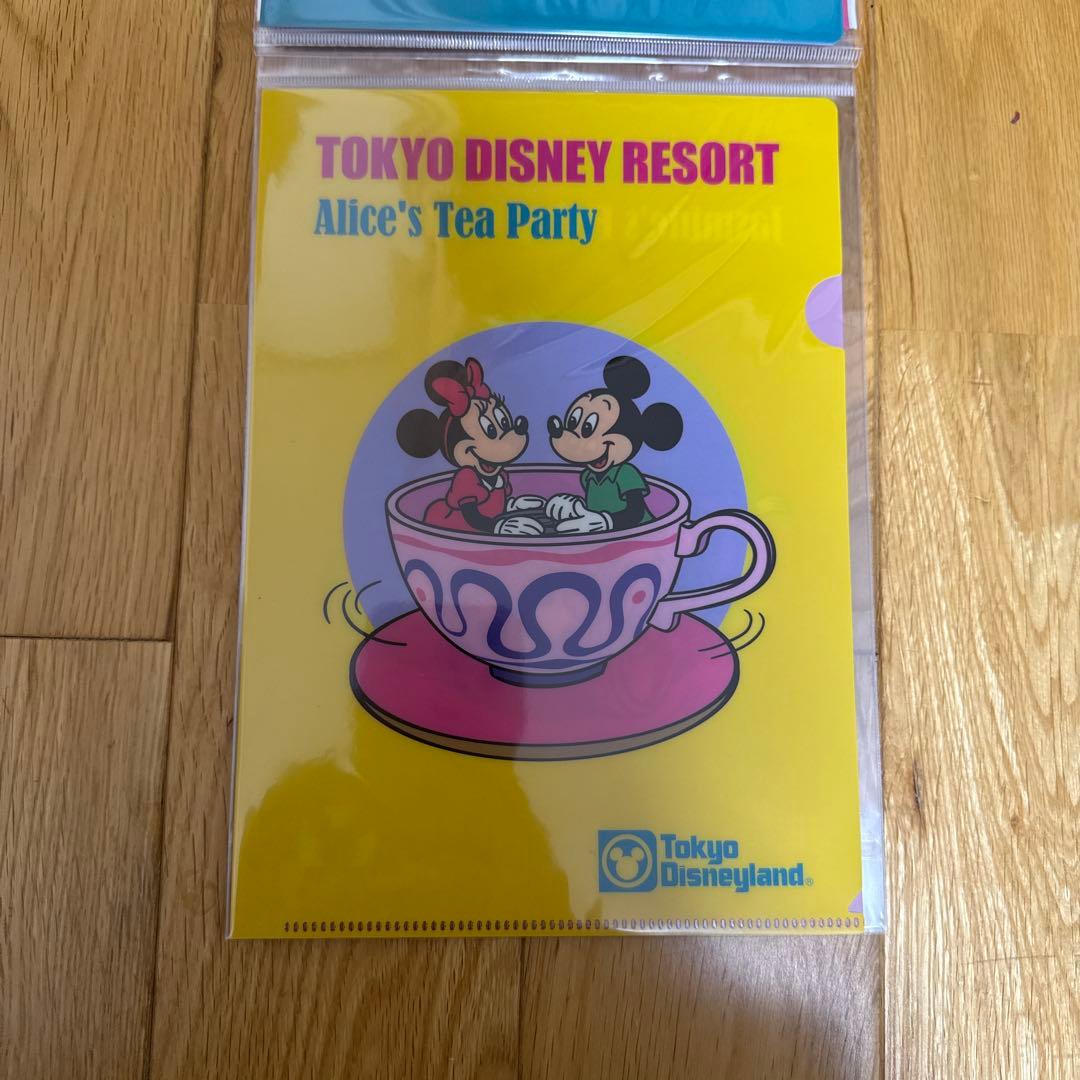 TOKYO DISNEY RESORT
Alice's Tea Party
Tokyo
Disneyland®